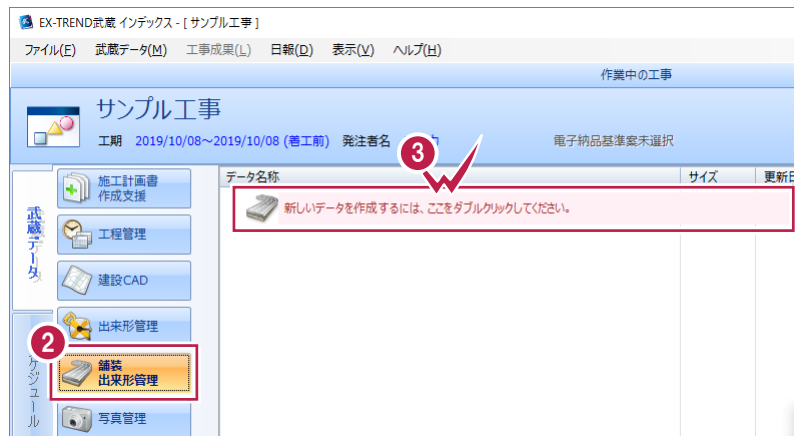 EX-TREND武蔵 インデックス - [ サンプル工事 ]
ファイル(F) 武蔵データ(M) 工事成果(L) 日報(D) 表示(V) ヘルプ(H)
作業中の工事
サンプル工事
工期 2019/10/08～2019/10/08 (着工前) 発注者名 電子納品基準案未選択
3
データ名称 サイズ 更新日
新しいデータを作成するには、ここをダブルクリックしてください。
武蔵データ
施工計画書
作成支援
工程管理
建設CAD
出来形管理
2
舗装
出来形管理
ケジュール
写真管理